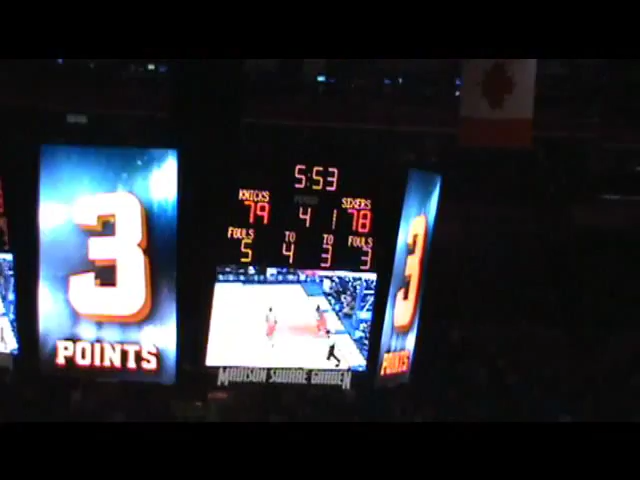 5:53
KNICKS SIXERS
79 4 78
FOULS TO TO FOULS
5 4 3 3
3
POINTS
3
POINTS
MADISON SQUARE GARDEN